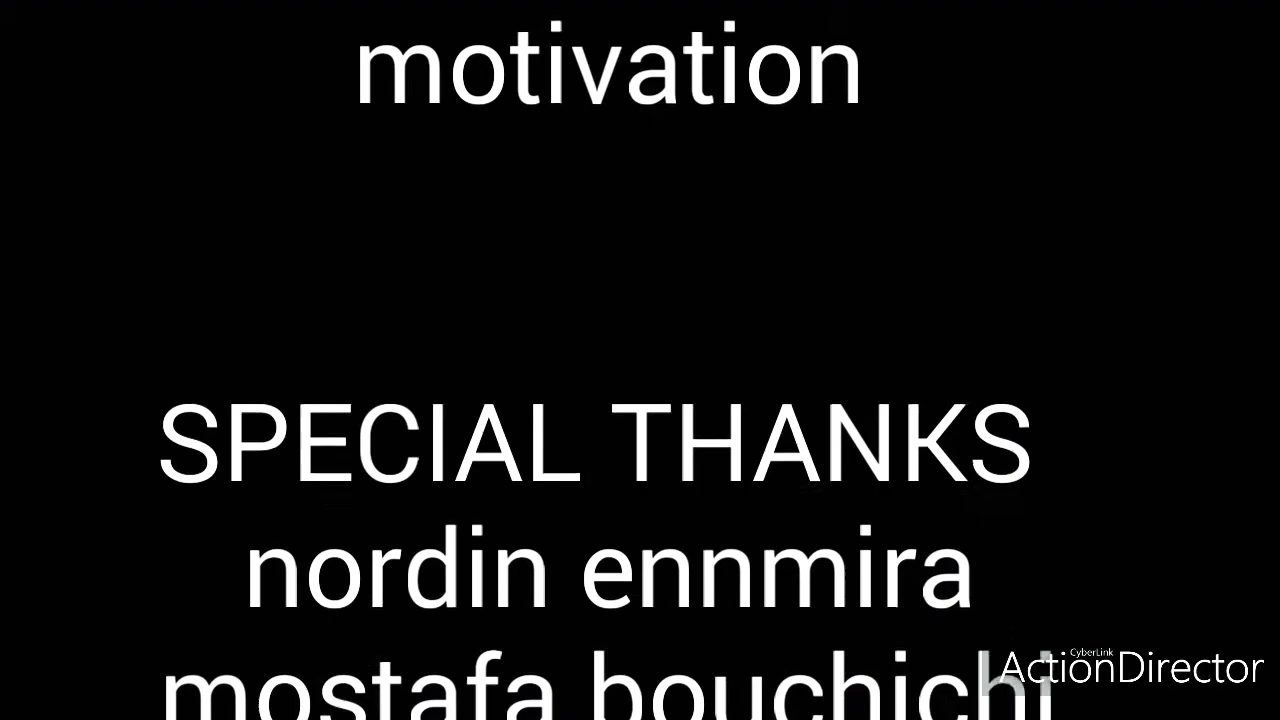 motivation
SPECIAL THANKS
nordin ennmira
mostafa bouchichi
CyberLink
ActionDirector